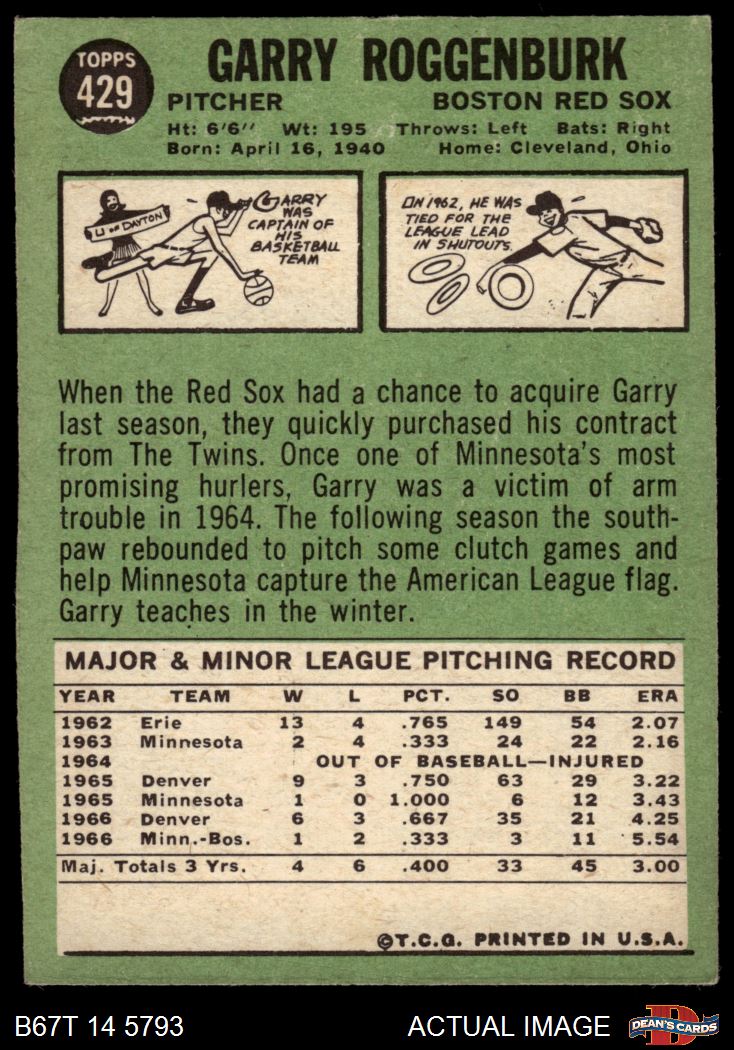 TOPPS
429
GARRY ROGGENBURK
PITCHER BOSTON RED SOX
Ht: 6'6" Wt: 195 Throws: Left Bats: Right
Born: April 16, 1940 Home: Cleveland, Ohio
U OF DAYTON
GARRY
WAS
CAPTAIN OF
HIS
BASKETBALL
TEAM
IN 1962, HE WAS
TIED FOR THE
LEAGUE LEAD
IN SHUTOUTS.
When the Red Sox had a chance to acquire Garry
last season, they quickly purchased his contract
from The Twins. Once one of Minnesota's most
promising hurlers, Garry was a victim of arm
trouble in 1964. The following season the south-
paw rebounded to pitch some clutch games and
help Minnesota capture the American League flag.
Garry teaches in the winter.
MAJOR & MINOR LEAGUE PITCHING RECORD
YEAR TEAM W L PCT. SO BB ERA
1962 Erie 13 4 .765 149 54 2.07
1963 Minnesota 2 4 .333 24 22 2.16
1964 OUT OF BASEBALL—INJURED
1965 Denver 9 3 .750 63 29 3.22
1965 Minnesota 1 0 1.000 6 12 3.43
1966 Denver 6 3 .667 35 21 4.25
1966 Minn.-Bos. 1 2 .333 3 11 5.54
Maj. Totals 3 Yrs. 4 6 .400 33 45 3.00
©T.C.G. PRINTED IN U.S.A.
B67T 14 5793 ACTUAL IMAGE DEAN'S CARDS